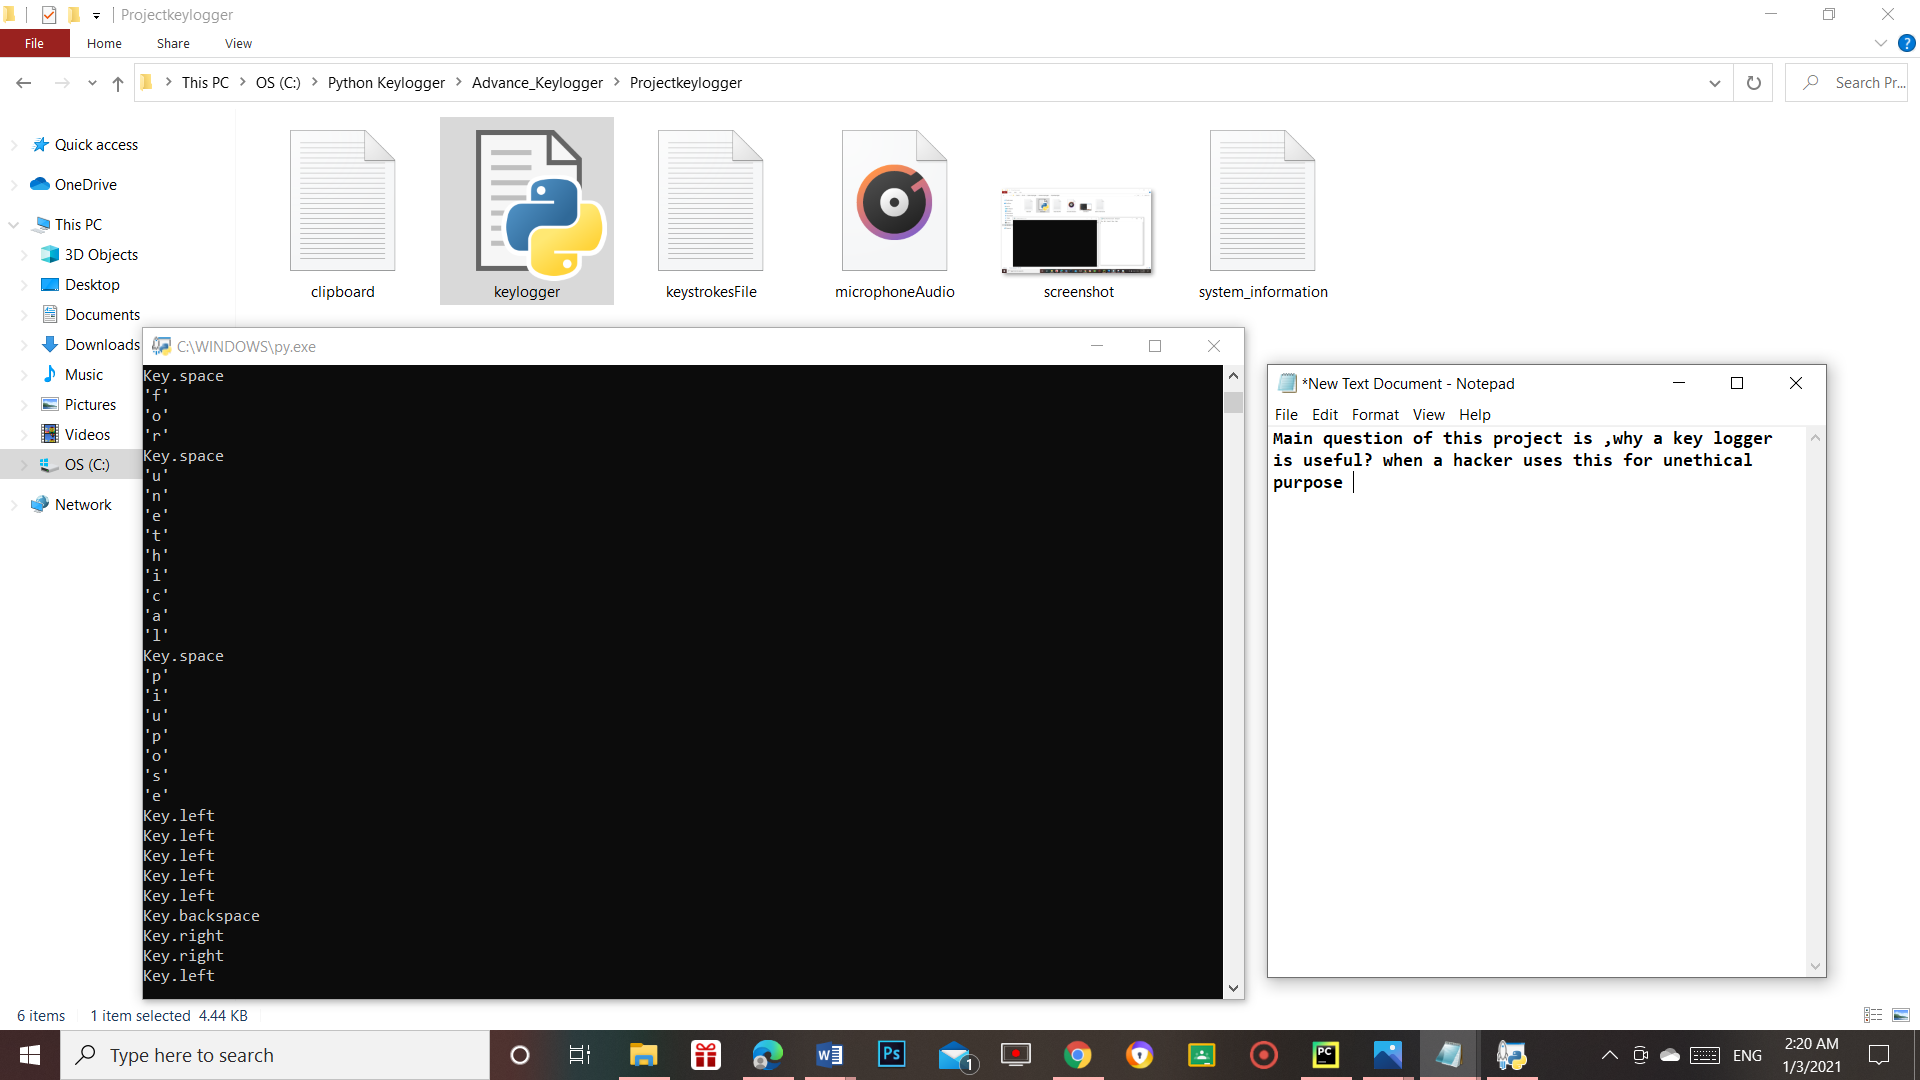 Projectkeylogger
File Home Share View
This PC OS (C:) Python Keylogger Advance_Keylogger Projectkeylogger
Search Pr...
Quick access
OneDrive
This PC
3D Objects
Desktop
Documents
Downloads
Music
Pictures
Videos
OS (C:)
Network
clipboard keylogger keystrokesFile microphoneAudio screenshot system_information
C:\WINDOWS\py.exe
Key.space
'f'
'o'
'r'
Key.space
'u'
'n'
'e'
't'
'h'
'i'
'c'
'a'
'l'
Key.space
'p'
'i'
'u'
'p'
'o'
's'
'e'
Key.left
Key.left
Key.left
Key.left
Key.left
Key.backspace
Key.right
Key.right
Key.left
*New Text Document - Notepad
File Edit Format View Help
Main question of this project is ,why a key logger
is useful? when a hacker uses this for unethical
purpose
6 items 1 item selected 4.44 KB
Type here to search
Ps
1
PC
ENG
2:20 AM
1/3/2021